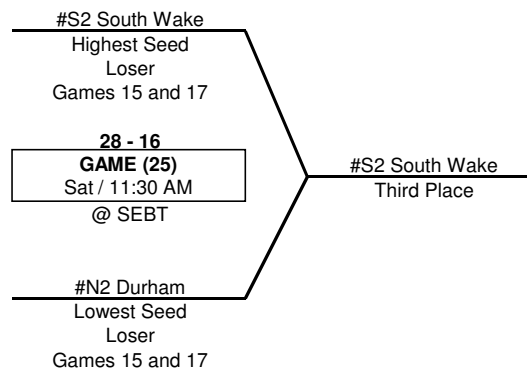 #S2 South Wake
Highest Seed
Loser
Games 15 and 17
28 - 16
GAME (25)
Sat / 11:30 AM
@ SEBT
#S2 South Wake
Third Place
#N2 Durham
Lowest Seed
Loser
Games 15 and 17